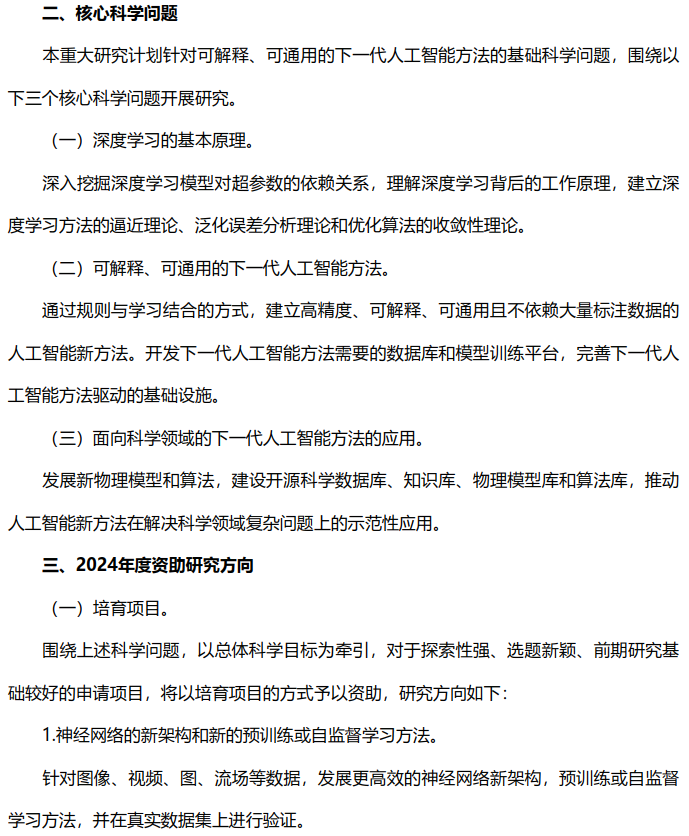 二、核心科学问题
本重大研究计划针对可解释、可通用的下一代人工智能方法的基础科学问题，围绕以
下三个核心科学问题开展研究。
（一）深度学习的基本原理。
深入挖掘深度学习模型对超参数的依赖关系，理解深度学习背后的工作原理，建立深
度学习方法的逼近理论、泛化误差分析理论和优化算法的收敛性理论。
（二）可解释、可通用的下一代人工智能方法。
通过规则与学习结合的方式，建立高精度、可解释、可通用且不依赖大量标注数据的
人工智能新方法。开发下一代人工智能方法需要的数据库和模型训练平台，完善下一代人
工智能方法驱动的基础设施。
（三）面向科学领域的下一代人工智能方法的应用。
发展新物理模型和算法，建设开源科学数据库、知识库、物理模型库和算法库，推动
人工智能新方法在解决科学领域复杂问题上的示范性应用。
三、2024年度资助研究方向
（一）培育项目。
围绕上述科学问题，以总体科学目标为牵引，对于探索性强、选题新颖、前期研究基
础较好的申请项目，将以培育项目的方式予以资助，研究方向如下：
1.神经网络的新架构和新的预训练或自监督学习方法。
针对图像、视频、图、流场等数据，发展更高效的神经网络新架构，预训练或自监督
学习方法，并在真实数据集上进行验证。